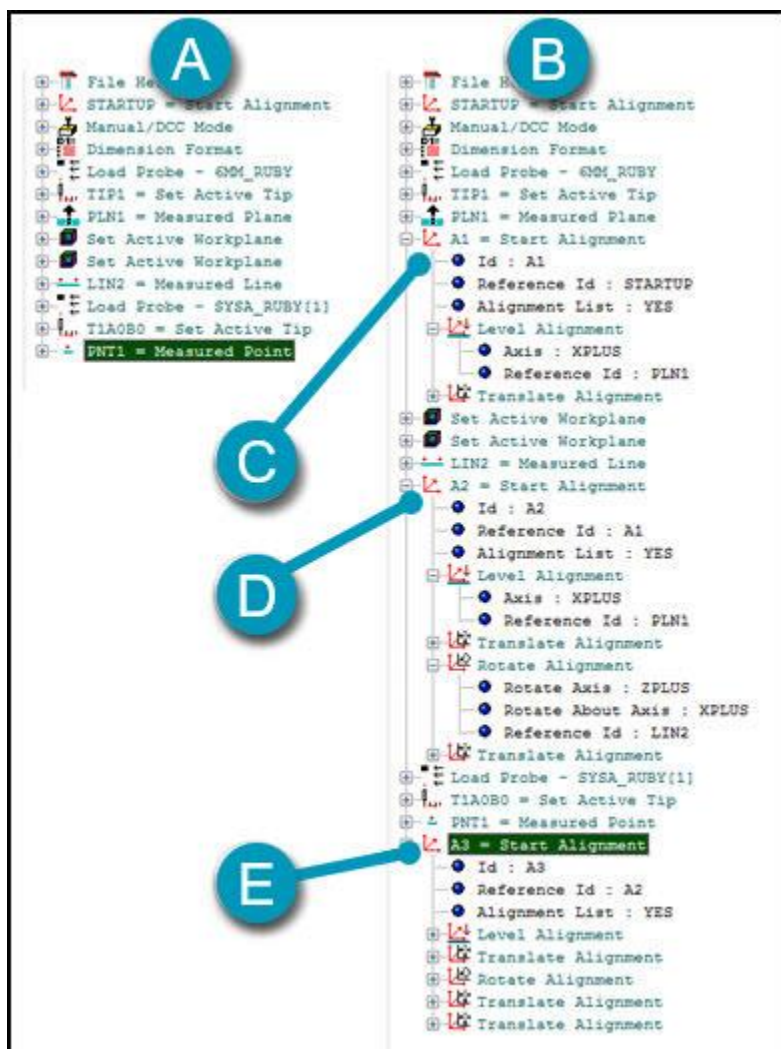 A
File He
STARTUP = Start Alignment
Manual/DCC Mode
Dimension Format
Load Probe - 6MM_RUBY
TIP1 = Set Active Tip
PLN1 = Measured Plane
Set Active Workplane
Set Active Workplane
LIN2 = Measured Line
Load Probe - SYSA_RUBY[1]
T1A0B0 = Set Active Tip
PNT1 = Measured Point
B
File H
STARTUP = Start Alignment
Manual/DCC Mode
Dimension Format
Load Probe - 6MM_RUBY
TIP1 = Set Active Tip
PLN1 = Measured Plane
A1 = Start Alignment
Id : A1
Reference Id : STARTUP
Alignment List : YES
Level Alignment
Axis : XPLUS
Reference Id : PLN1
Translate Alignment
Set Active Workplane
Set Active Workplane
LIN2 = Measured Line
A2 = Start Alignment
Id : A2
Reference Id : A1
Alignment List : YES
Level Alignment
Axis : XPLUS
Reference Id : PLN1
Translate Alignment
Rotate Alignment
Rotate Axis : ZPLUS
Rotate About Axis : XPLUS
Reference Id : LIN2
Translate Alignment
Load Probe - SYSA_RUBY[1]
T1A0B0 = Set Active Tip
PNT1 = Measured Point
A3 = Start Alignment
Id : A3
Reference Id : A2
Alignment List : YES
Level Alignment
Translate Alignment
Rotate Alignment
Translate Alignment
Translate Alignment
C
D
E